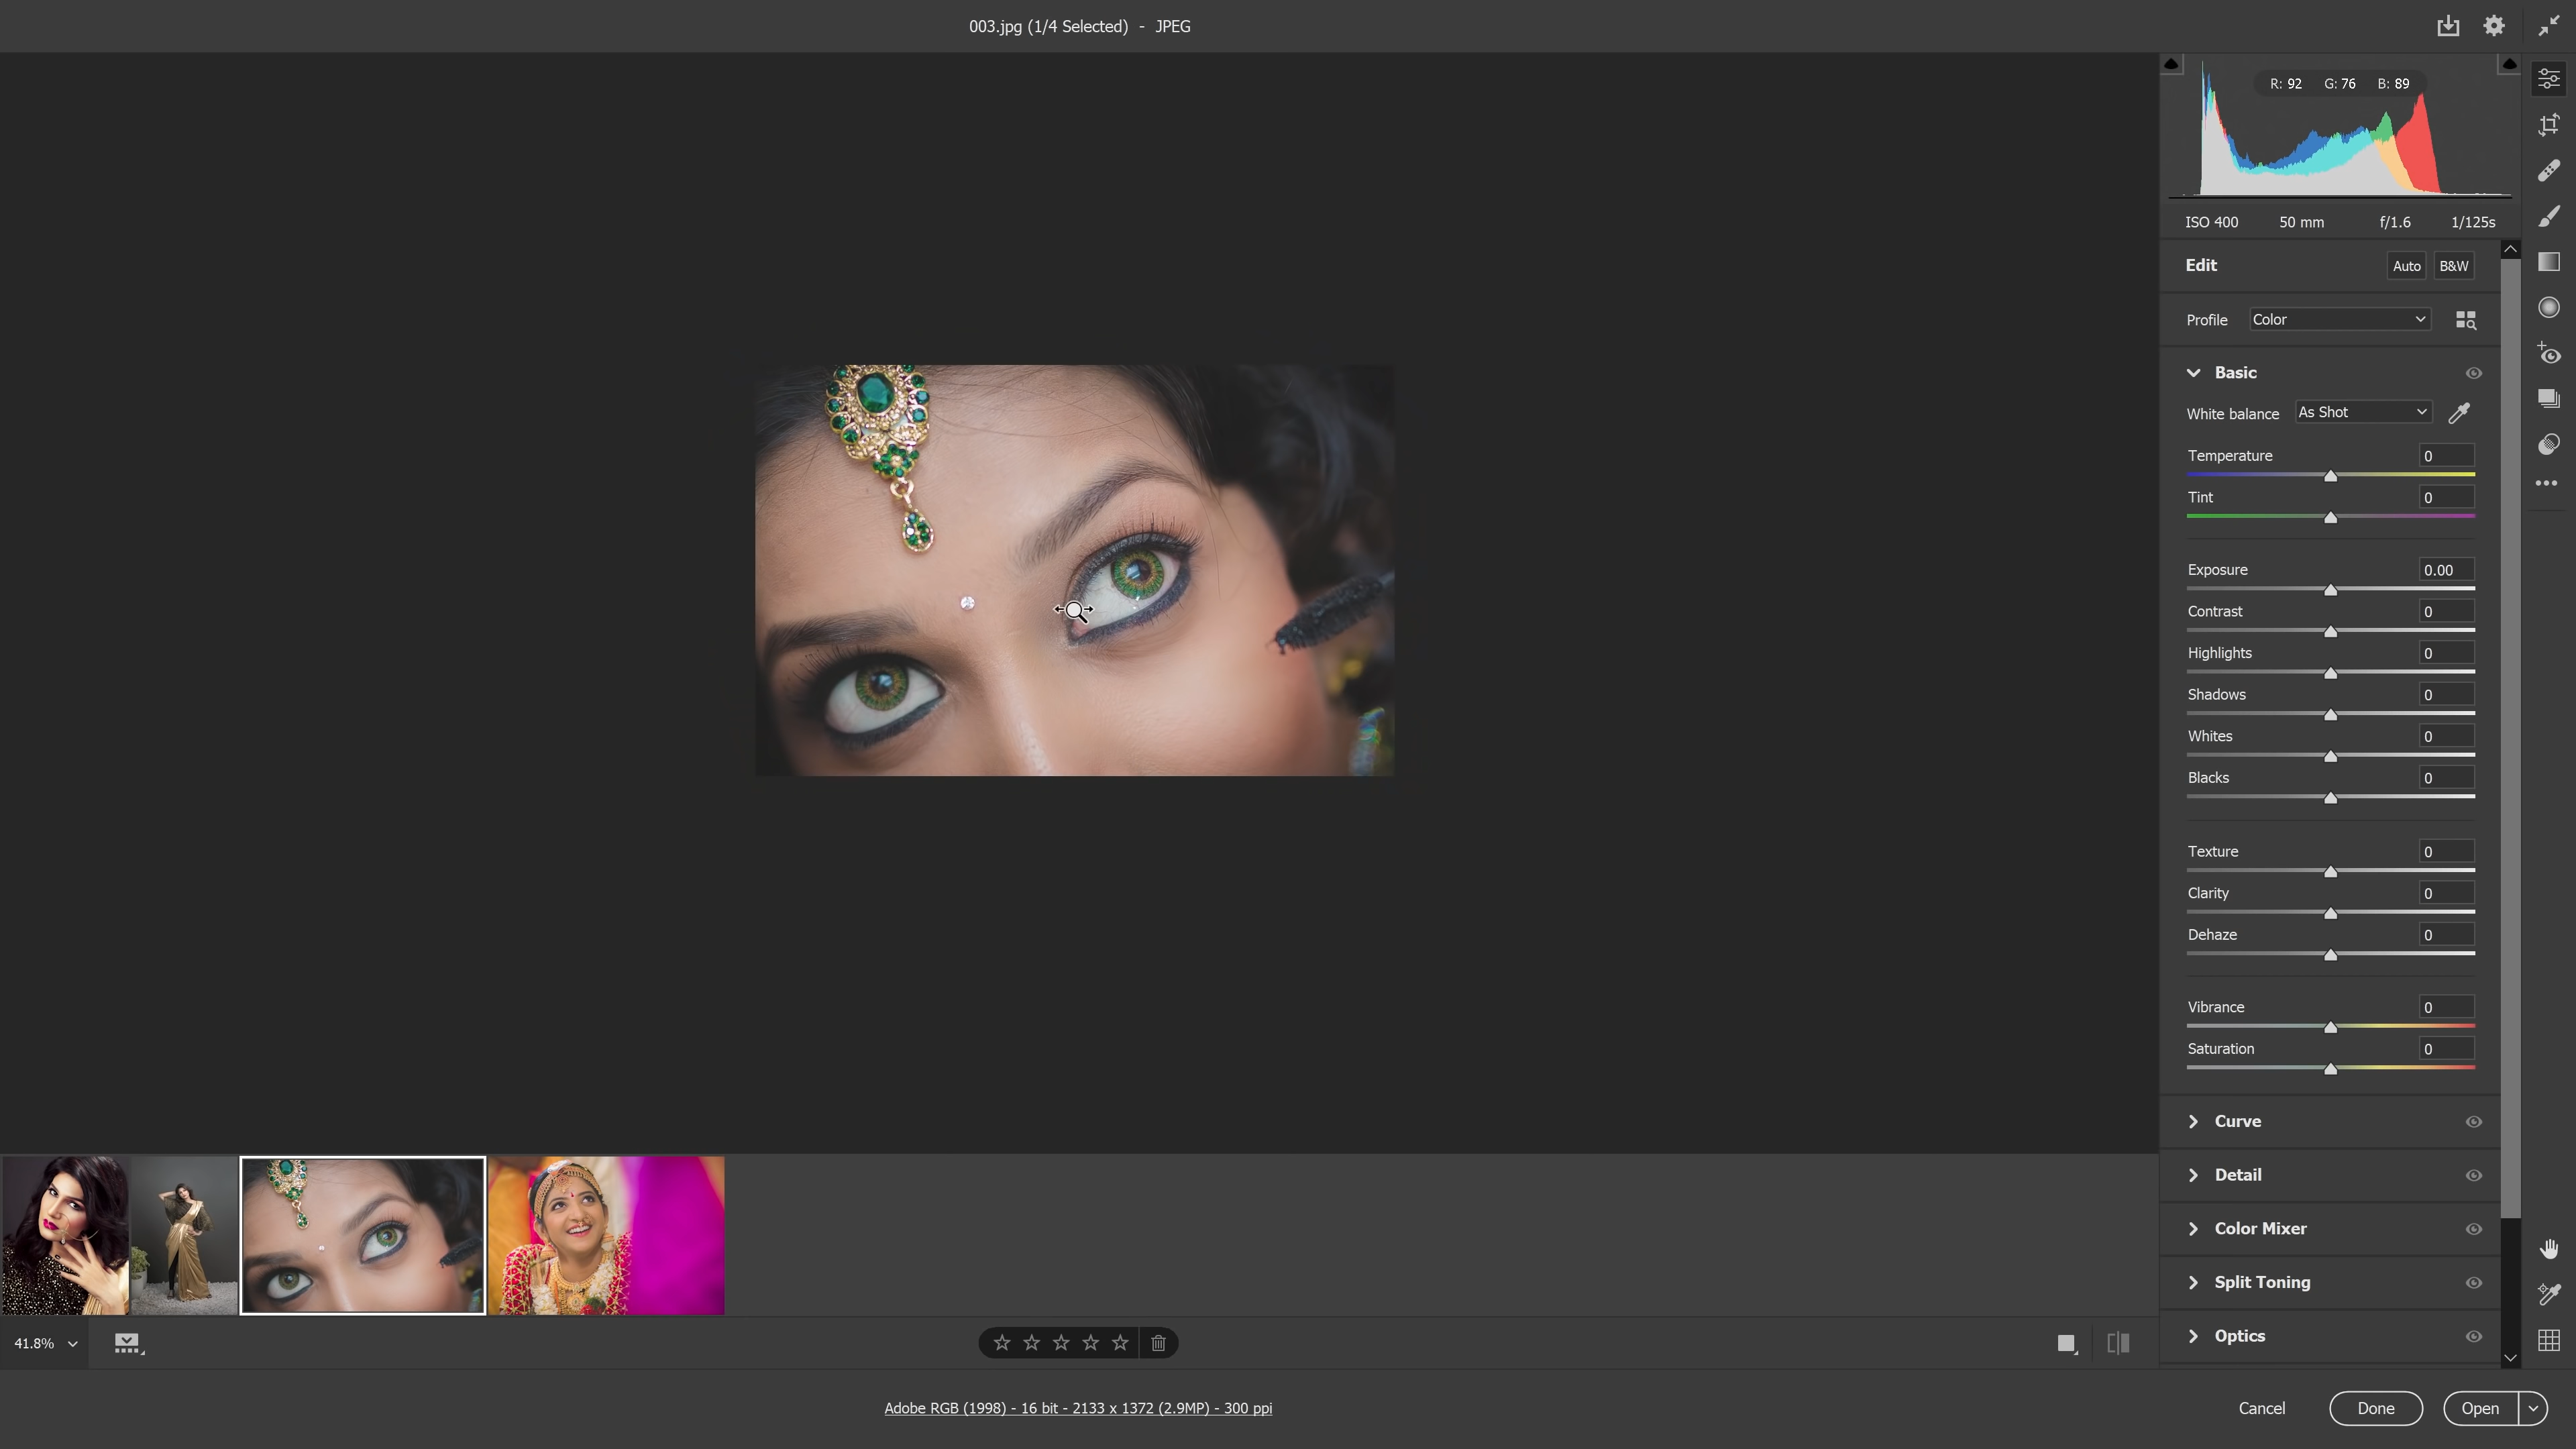 003.jpg (1/4 Selected) - JPEG
R: 92 G: 76 B: 89
ISO 400 50 mm f/1.6 1/125s
Edit Auto B&W
Profile Color
Basic
White balance As Shot
Temperature 0
Tint 0
Exposure 0.00
Contrast 0
Highlights 0
Shadows 0
Whites 0
Blacks 0
Texture 0
Clarity 0
Dehaze 0
Vibrance 0
Saturation 0
Curve
Detail
Color Mixer
Split Toning
Optics
41.8%
Adobe RGB (1998) - 16 bit - 2133 x 1372 (2.9MP) - 300 ppi
Cancel Done Open